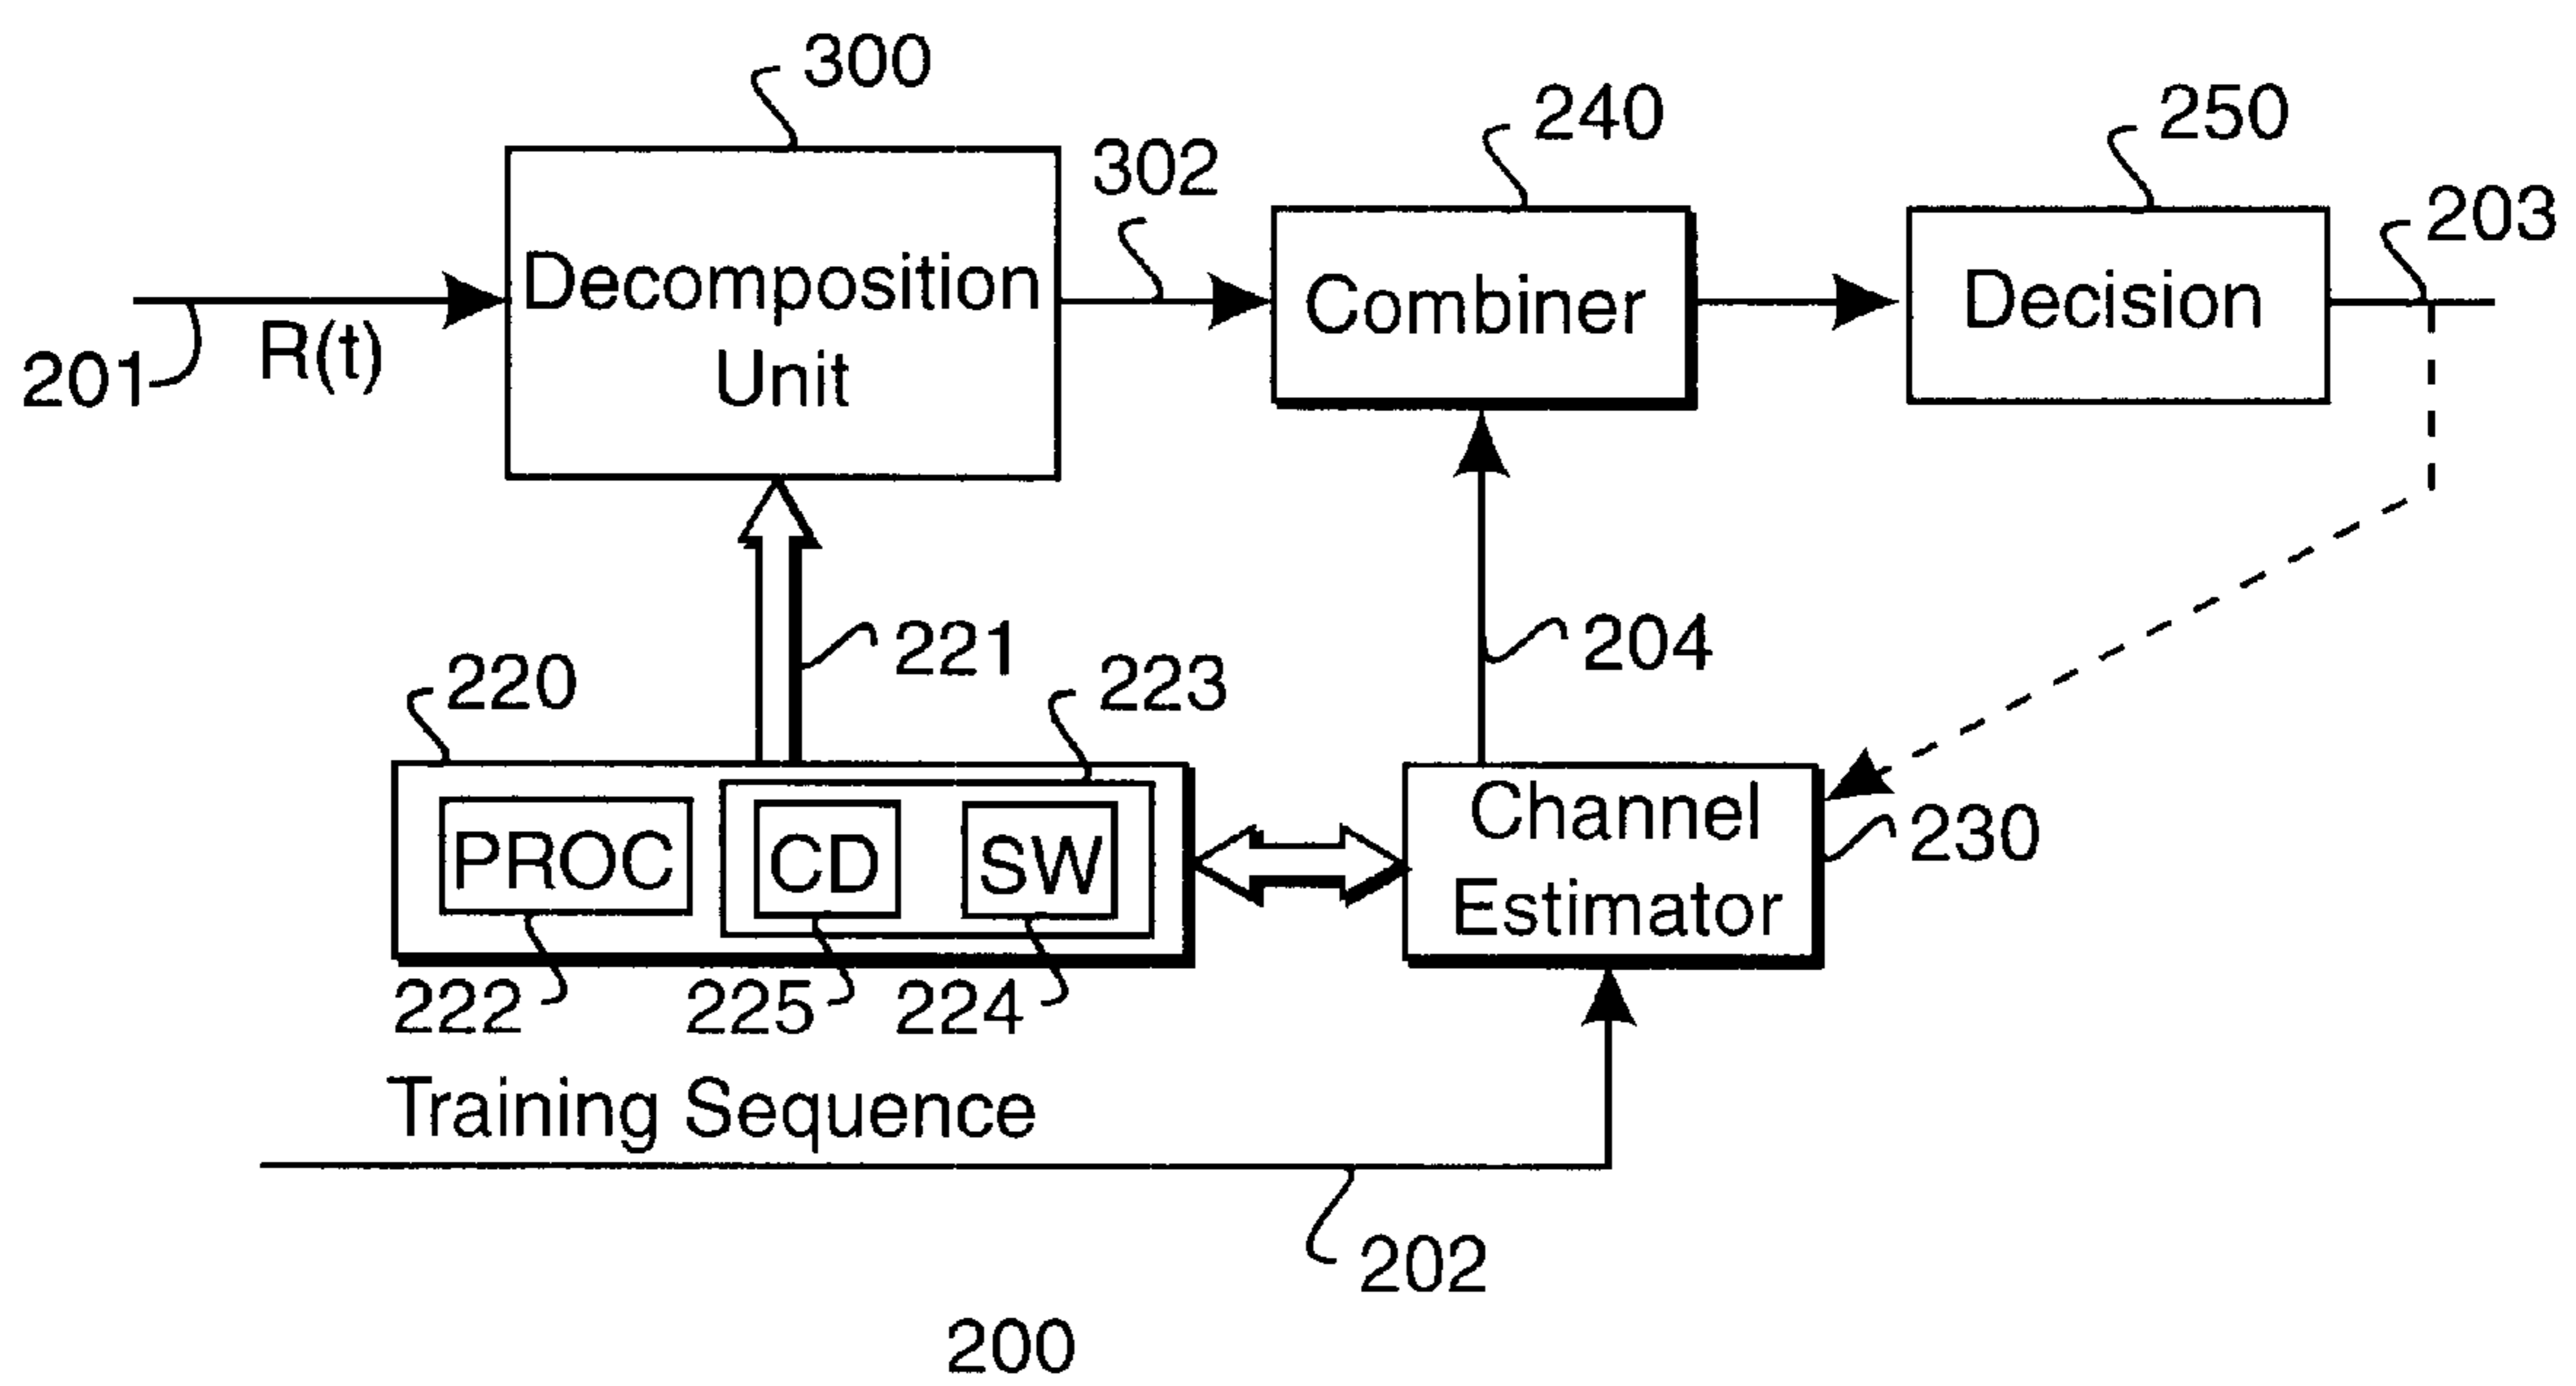 300
240
250
302
203
Decomposition
Unit
Combiner
Decision
R(t)
201
221
204
220
223
PROC
CD
SW
Channel
Estimator
230
222
225
224
Training Sequence
202
200